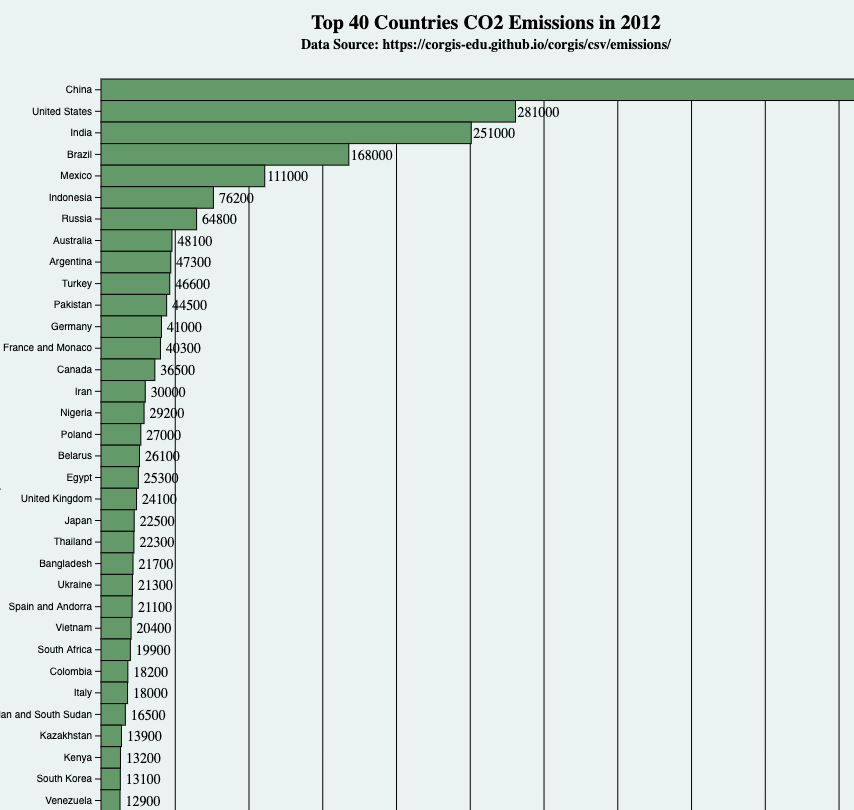 Top 40 Countries CO2 Emissions in 2012
Data Source: https://corgis-edu.github.io/corgis/csv/emissions/
China
United States 281000
India 251000
Brazil 168000
Mexico 111000
Indonesia 76200
Russia 64800
Australia 48100
Argentina 47300
Turkey 46600
Pakistan 44500
Germany 41000
France and Monaco 40300
Canada 36500
Iran 30000
Nigeria 29200
Poland 27000
Belarus 26100
Egypt 25300
United Kingdom 24100
Japan 22500
Thailand 22300
Bangladesh 21700
Ukraine 21300
Spain and Andorra 21100
Vietnam 20400
South Africa 19900
Colombia 18200
Italy 18000
an and South Sudan 16500
Kazakhstan 13900
Kenya 13200
South Korea 13100
Venezuela 12900